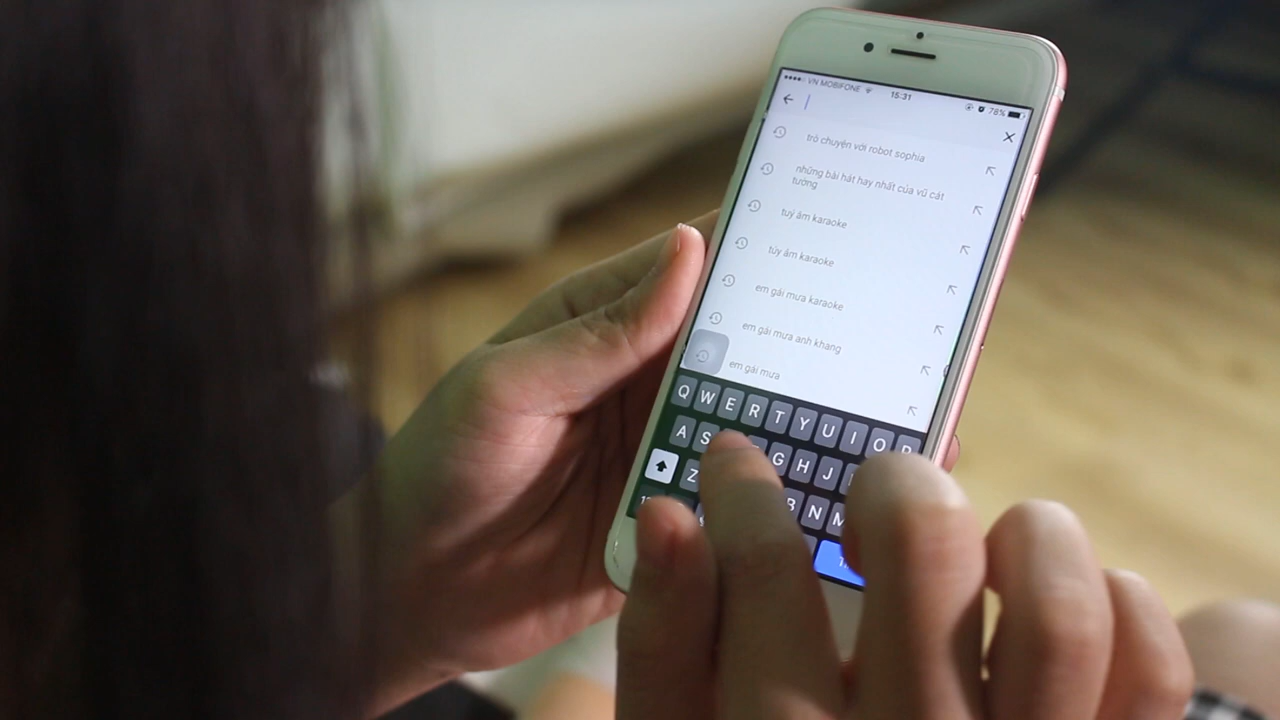 VN MOBIFONE 15:31 78%
trò chuyện với robot sophia
những bài hát hay nhất của vũ cát
tường
tuý âm karaoke
túy âm karaoke
em gái mưa karaoke
em gái mưa anh khang
em gái mưa
Q W E R T Y U I O P
A S G H J
Z B N M